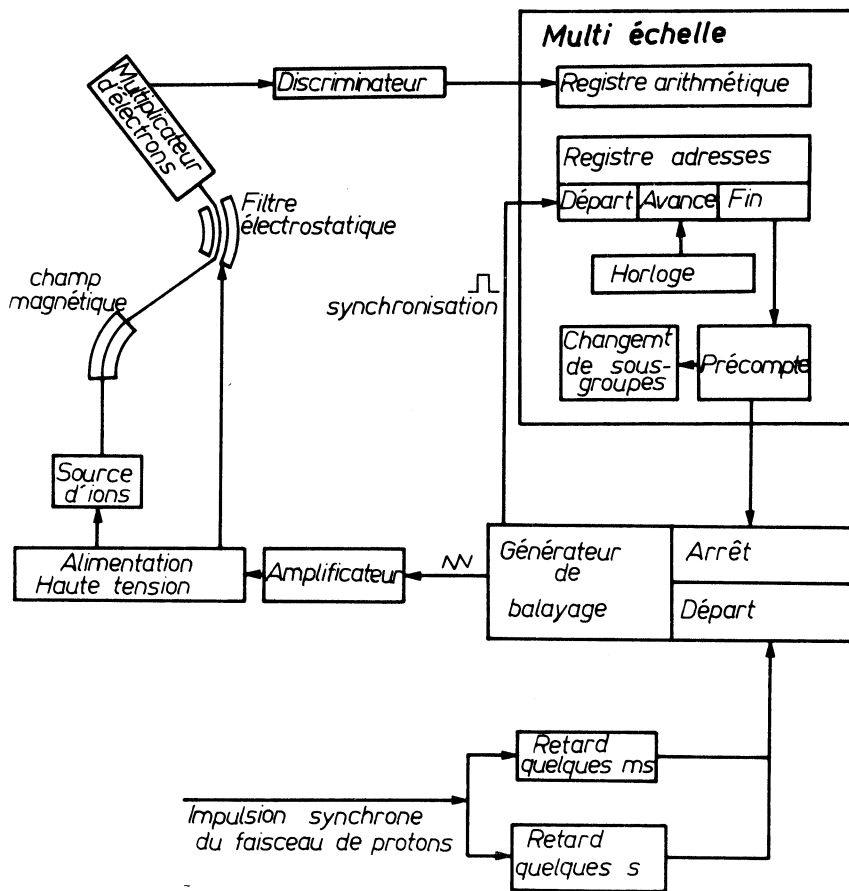 Multi échelle
Multiplicateur
d'électrons
Discriminateur
Registre arithmétique
Registre adresses
Départ
Avance
Fin
Filtre
électrostatique
Horloge
champ
magnétique
synchronisation
Changemt
de sous-
groupes
Précompte
Source
d'ions
Alimentation
Haute tension
Amplificateur
Générateur
de
balayage
Arrêt
Départ
Retard
quelques ms
Impulsion synchrone
du faisceau de protons
Retard
quelques s